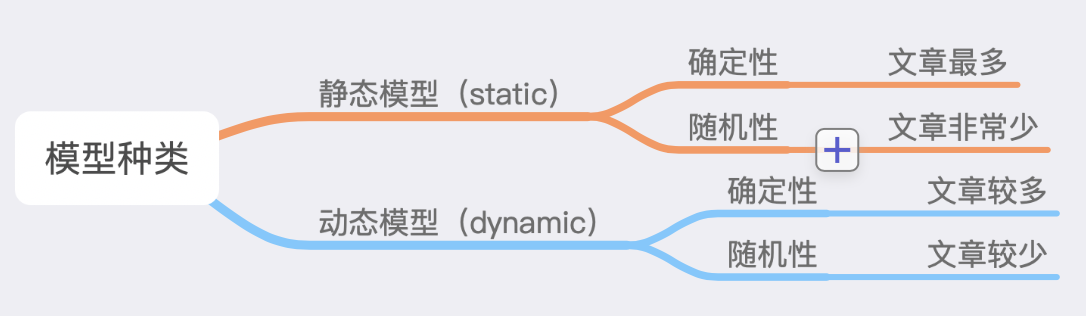 模型种类
静态模型（static）
确定性
文章最多
随机性
文章非常少
动态模型（dynamic）
确定性
文章较多
随机性
文章较少